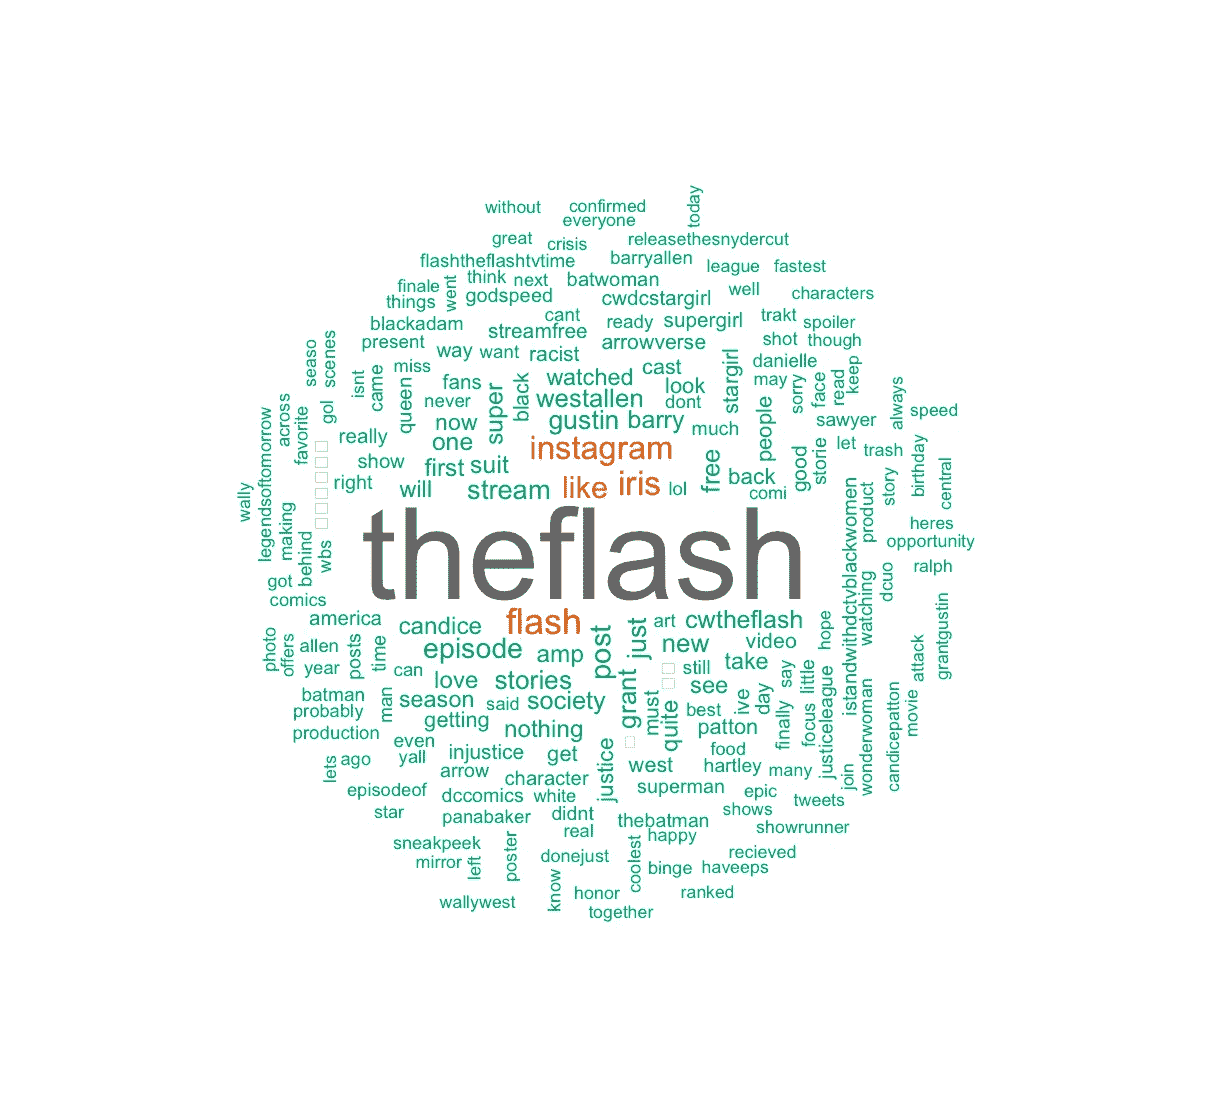 without confirmed today
everyone
great crisis releasethesnydercut
flashtheflashtvtime barryallen league fastest
finale went think next batwoman
things godspeed cwdcstargirl well characters
blackadam streamfree cant ready supergirl trakt spoiler
present way want racist arrowverse shot though
seaso scenes isnt came miss queen fans black watched cast look stargirl danielle may sorry face read keep
never super westallen dont people sawyer always speed
across favorite gol really now one gustin barry much let trash
legendsoftomorrow show first suit instagram free back good storie story birthday central
wally right will stream like iris lol comi
making behind wbs theflash istandwithdctvblackwomen product heres
opportunity
got dcuo ralph
comics
america candice flash post just art cwtheflash hope watching
photo offers allen posts time episode amp new video attack grantgustin
year can love stories still take say little
batman man season said society grant must see ive day
probably getting quite best finally focus justiceleague wonderwoman candicepatton movie
production nothing patton
lets ago even yall injustice get justice west food hartley many join
arrow character superman epic
episodeof dccomics white shows tweets
star panabaker didnt thebatman showrunner
sneakpeek real happy
mirror left poster donejust coolest binge recieved haveeps
wallywest know honor ranked
together